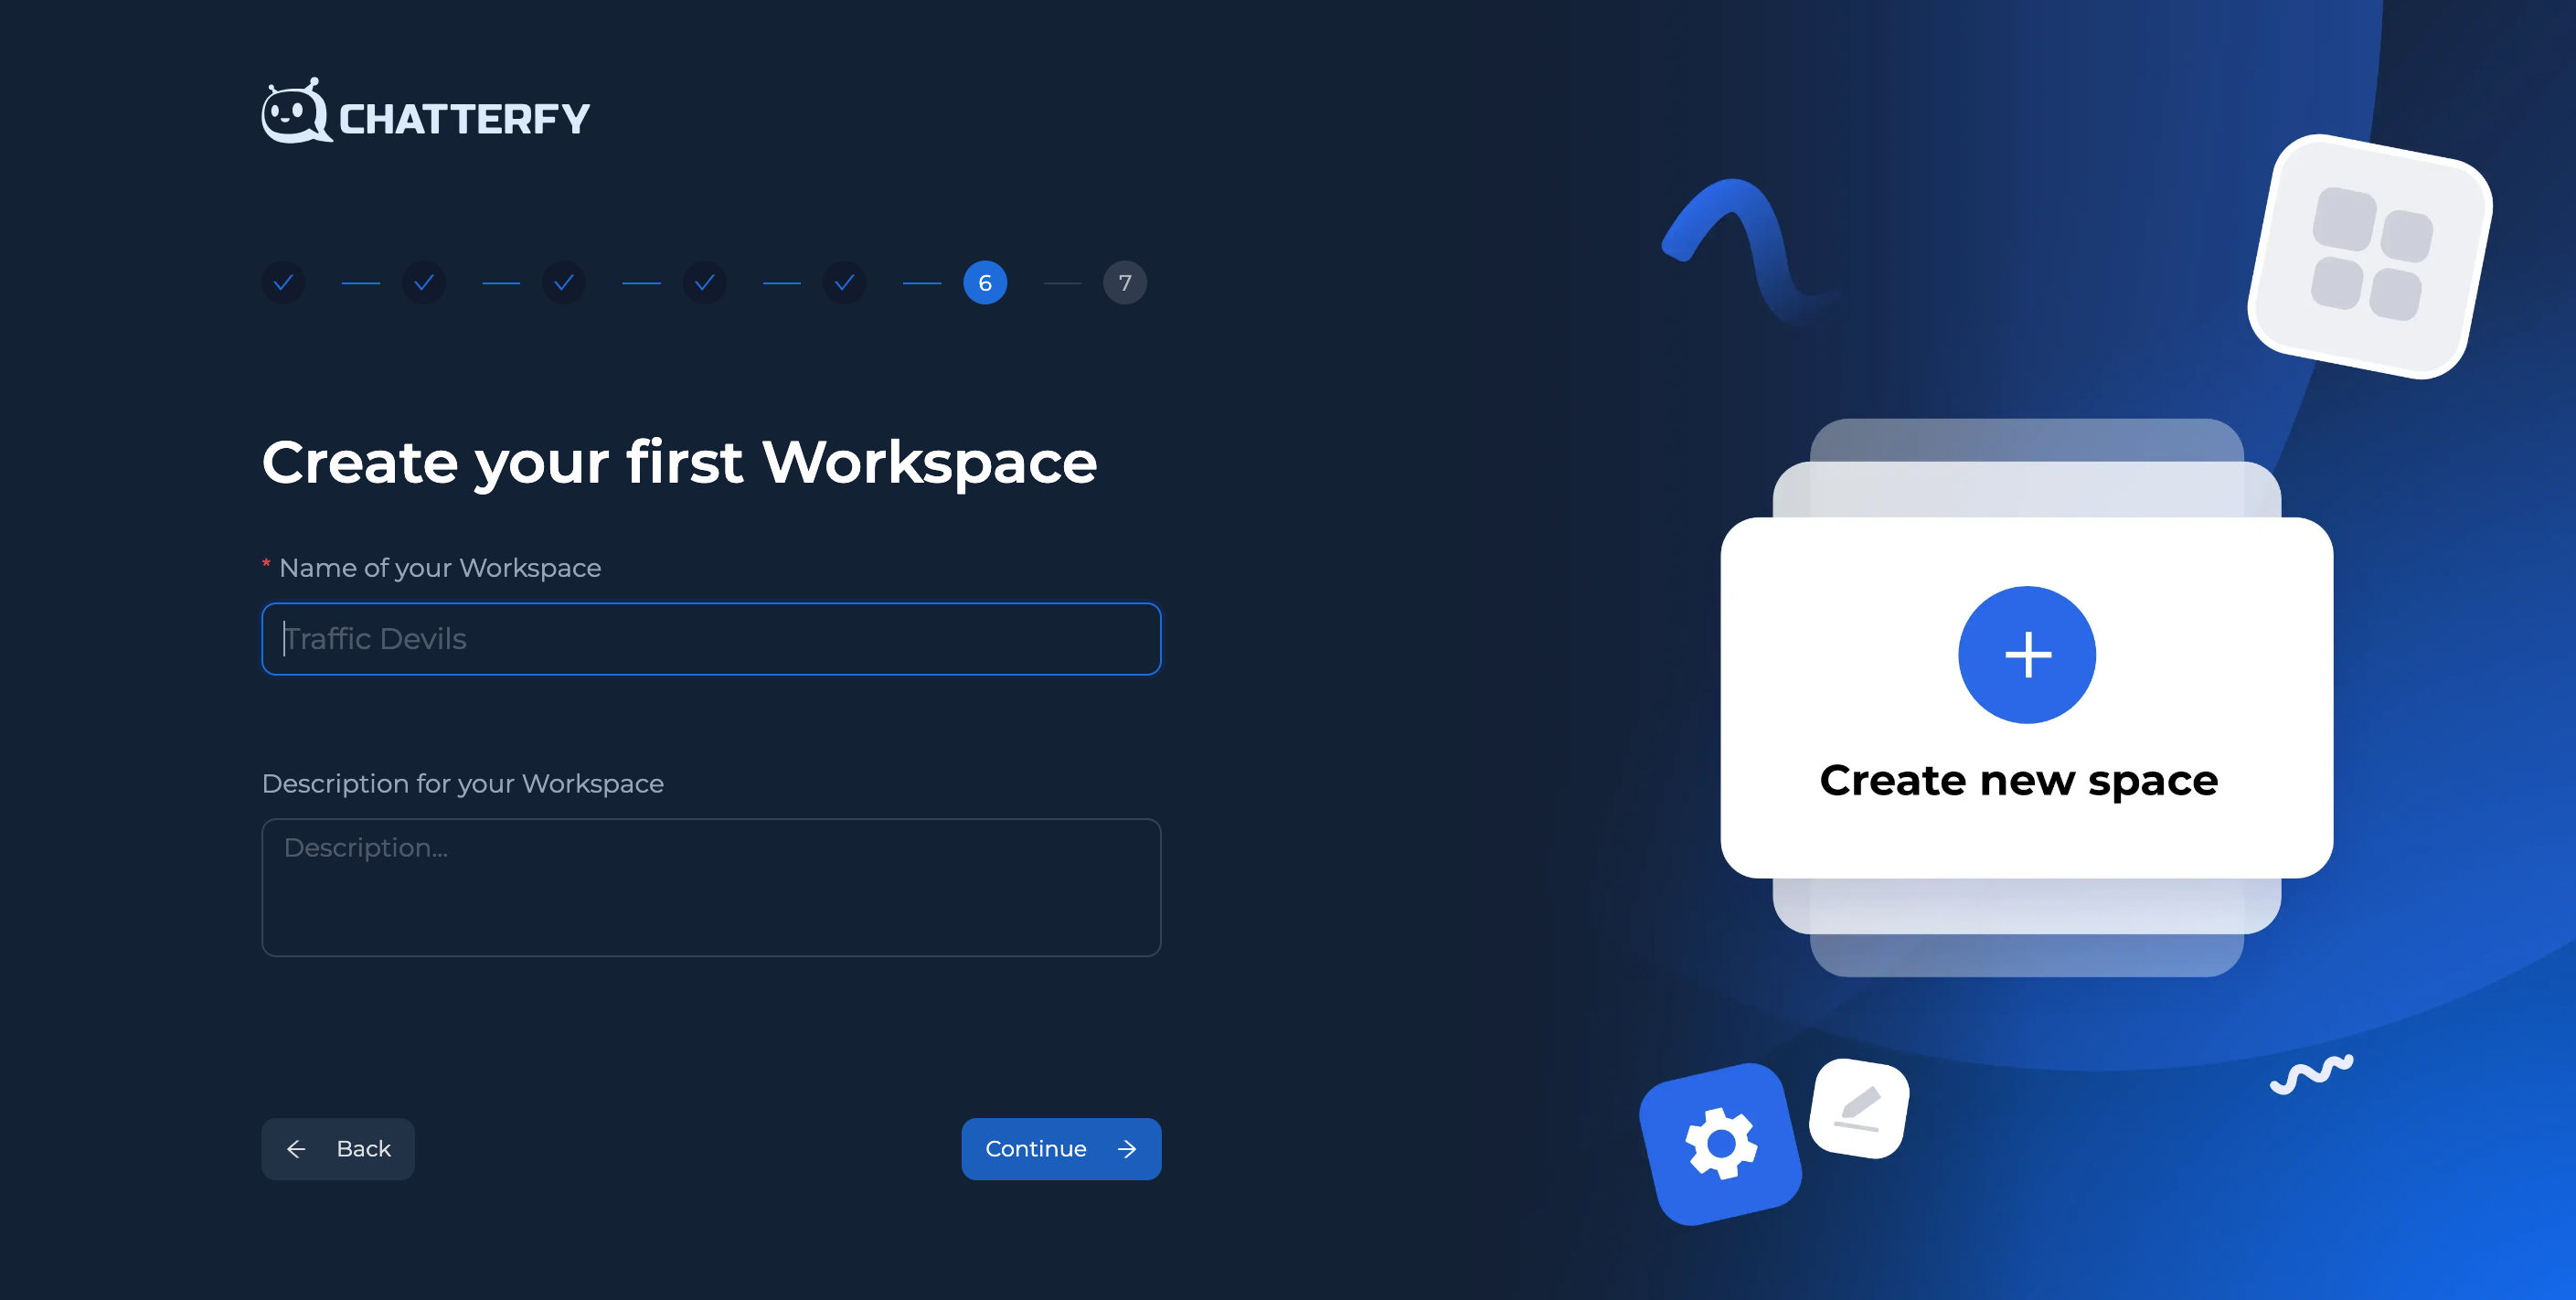 CHATTERFY
6
7
Create your first Workspace
* Name of your Workspace
Traffic Devils
Description for your Workspace
Description...
Back
Continue
Create new space